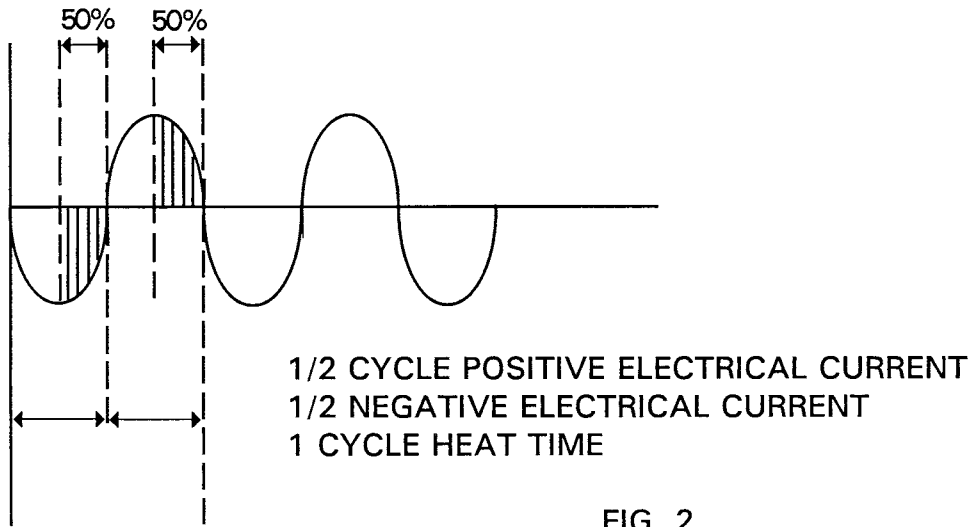 50% 50%
1/2 CYCLE POSITIVE ELECTRICAL CURRENT
1/2 NEGATIVE ELECTRICAL CURRENT
1 CYCLE HEAT TIME
FIG. 2